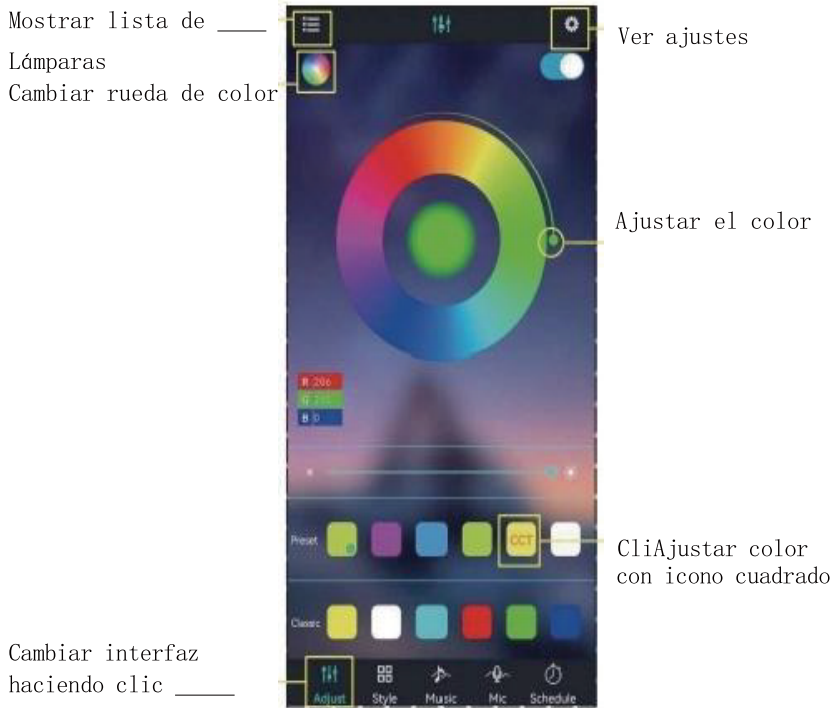 Mostrar lista de ____
Lámparas
Cambiar rueda de color
Ver ajustes
Ajustar el color
R 206
G
B 0
Preset
CCT
CliAjustar color
con icono cuadrado
Classic
Cambiar interfaz
haciendo clic ____
Adjust Style Music Mic Schedule